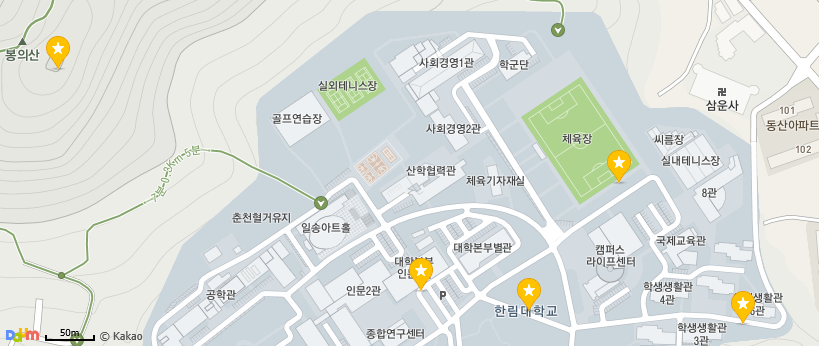 사회경영1관
학군단
봉의산
실외테니스장
삼운사
골프연습장
101
동산아파트
사회경영2관
체육장
씨름장
102
실내테니스장
산학협력관
체육기자재실
8관
춘천혈거유지
일송아트홀
국제교육관
대학본부별관
캠퍼스
라이프센터
대학본부
공학관
인문2관
P
학생생활관
4관
한림대학교
학생생활관
종합연구센터
학생생활관
3관
50m
© Kakao